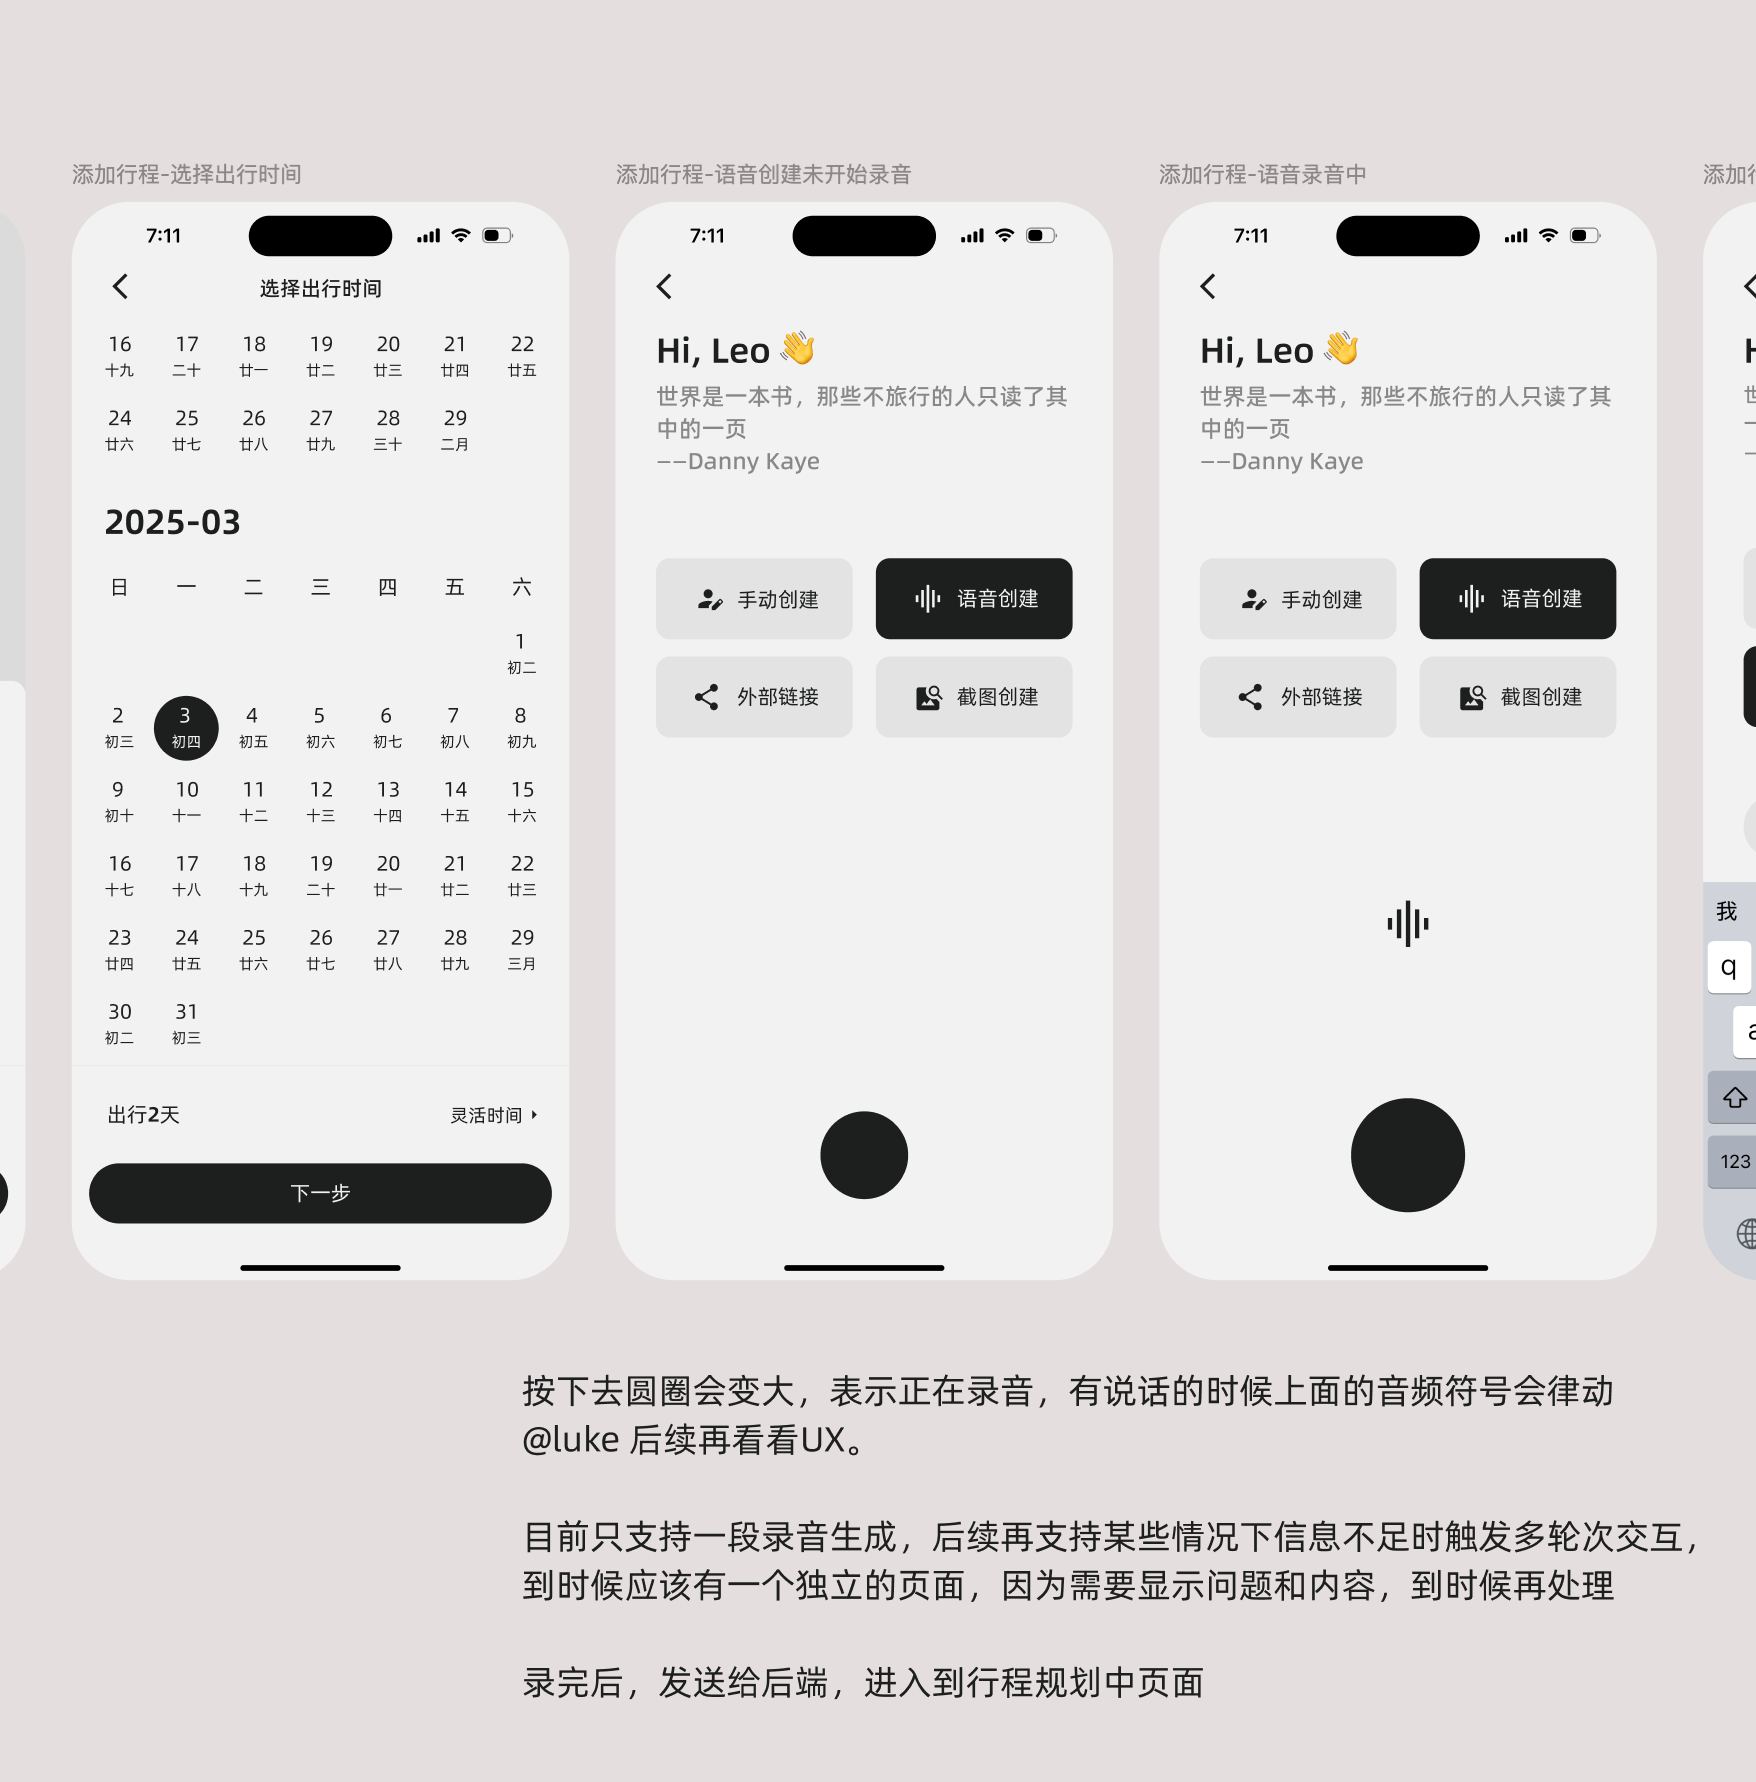 添加行程-选择出行时间
7:11
选择出行时间
16 17 18 19 20 21 22
十九 二十 廿一 廿二 廿三 廿四 廿五
24 25 26 27 28 29
廿六 廿七 廿八 廿九 三十 二月
2025-03
日 一 二 三 四 五 六
1
初二
2 3 4 5 6 7 8
初三 初四 初五 初六 初七 初八 初九
9 10 11 12 13 14 15
初十 十一 十二 十三 十四 十五 十六
16 17 18 19 20 21 22
十七 十八 十九 二十 廿一 廿二 廿三
23 24 25 26 27 28 29
廿四 廿五 廿六 廿七 廿八 廿九 三月
30 31
初二 初三
出行2天
灵活时间
下一步
添加行程-语音创建未开始录音
7:11
Hi, Leo 👋
世界是一本书，那些不旅行的人只读了其
中的一页
——Danny Kaye
手动创建
语音创建
外部链接
截图创建
添加行程-语音录音中
7:11
Hi, Leo 👋
世界是一本书，那些不旅行的人只读了其
中的一页
——Danny Kaye
手动创建
语音创建
外部链接
截图创建
添加
我
q
123
按下去圆圈会变大，表示正在录音，有说话的时候上面的音频符号会律动
@luke 后续再看看UX。
目前只支持一段录音生成，后续再支持某些情况下信息不足时触发多轮次交互，
到时候应该有一个独立的页面，因为需要显示问题和内容，到时候再处理
录完后，发送给后端，进入到行程规划中页面